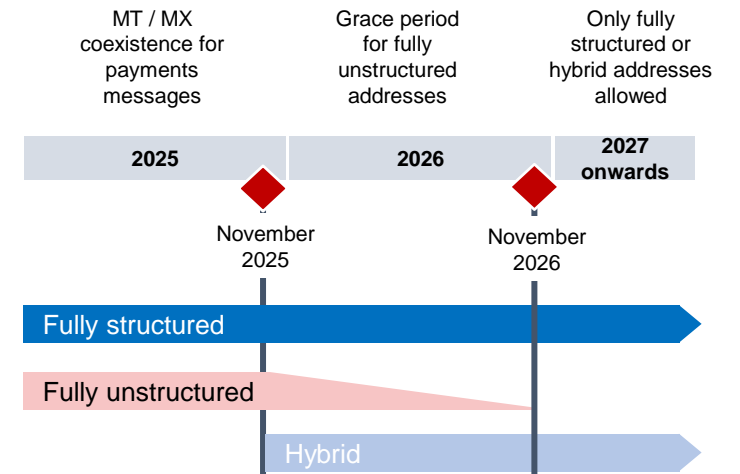 MT / MX
coexistence for
payments
messages
Grace period
for fully
unstructured
addresses
Only fully
structured or
hybrid addresses
allowed
2025
2026
2027
onwards
November
2025
November
2026
Fully structured
Fully unstructured
Hybrid